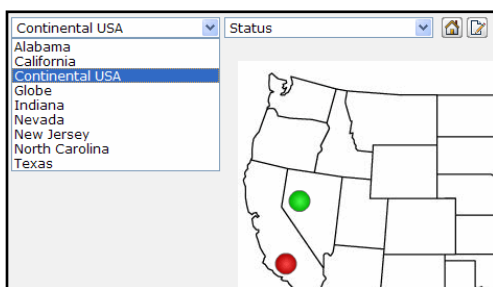 Continental USA
Status
Alabama
California
Continental USA
Globe
Indiana
Nevada
New Jersey
North Carolina
Texas